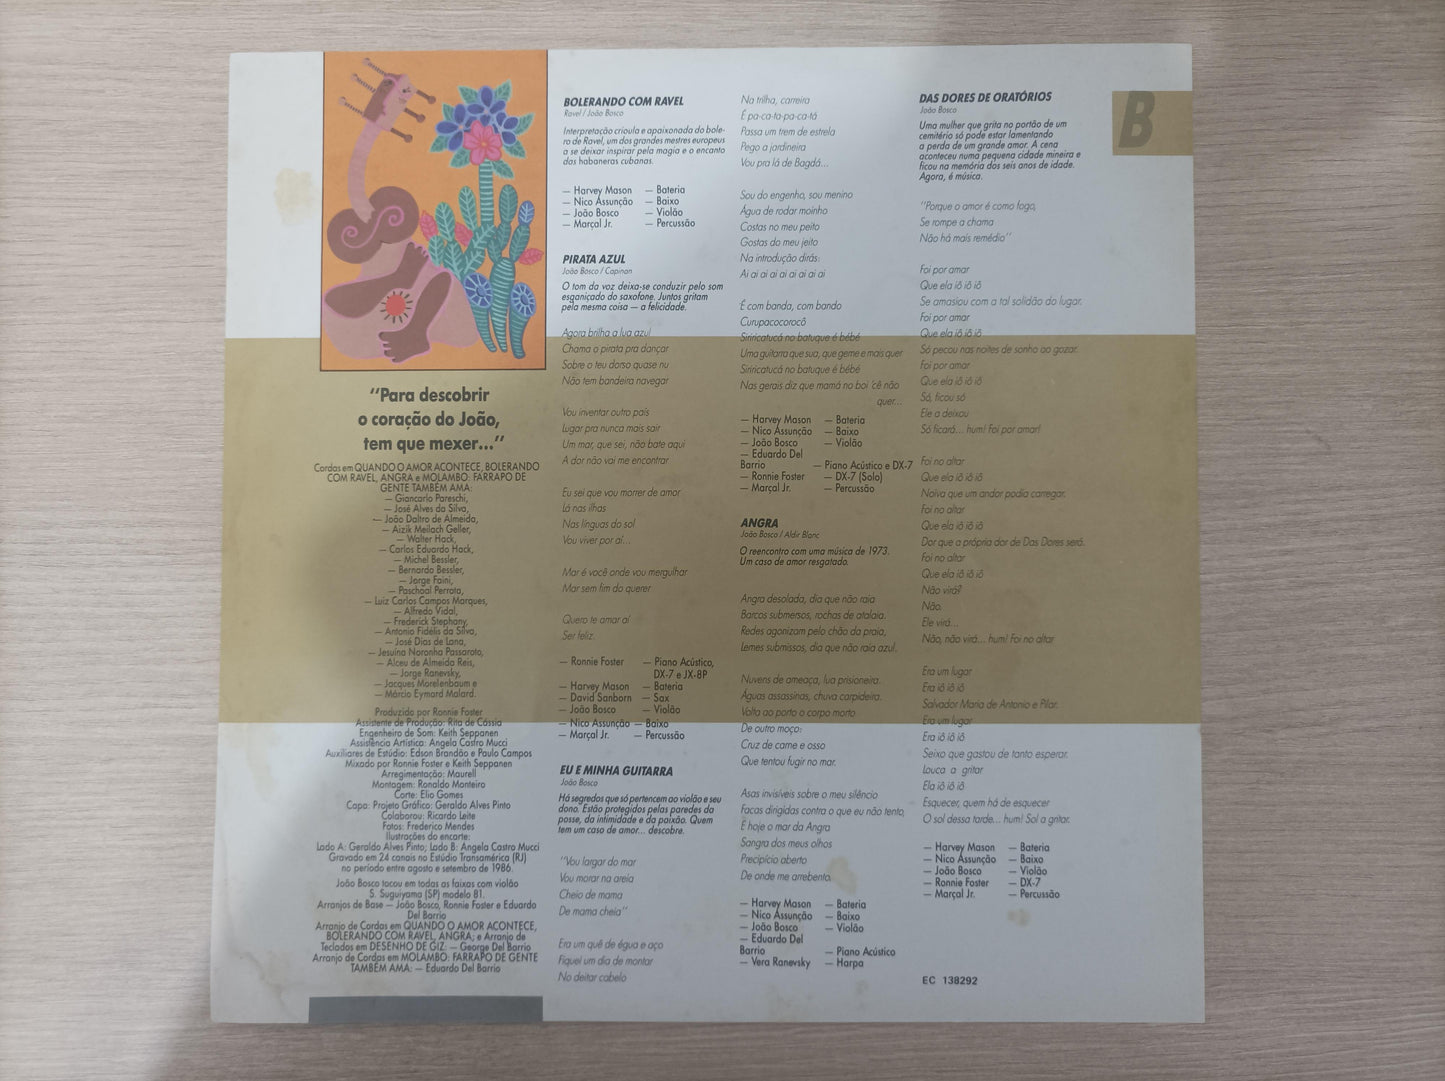 "Para descobrir
o coração do João,
tem que mexer..."
Cordas em QUANDO O AMOR ACONTECE, BOLERANDO
COM RAVEL, ANGRA e MOLAMBO: FARRAPO DE
GENTE TAMBÉM AMA:
— Giancarlo Pareschi,
— José Alves da Silva,
— João Daltro de Almeida,
— Aizik Meilach Geller,
— Walter Hack,
— Carlos Eduardo Hack,
— Michel Bessler,
— Bernardo Bessler,
— Jorge Faini,
— Paschoal Perrota,
— Luiz Carlos Campos Marques,
— Alfredo Vidal,
— Frederick Stephany,
— Antonio Fidélis da Silva,
— José Dias de Lana,
— Jesuína Noronha Passaroto,
— Alceu de Almeida Reis,
— Jorge Ranevsky,
— Jacques Morelenbaum e
— Márcio Eymard Malard.
Produzido por Ronnie Foster
Assistente de Produção: Rita de Cássia
Engenheiro de Som: Keith Seppanen
Assistência Artística: Angela Castro Mucci
Auxiliares de Estúdio: Edson Brandão e Paulo Campos
Mixado por Ronnie Foster e Keith Seppanen
Arregimentação: Maurell
Montagem: Ronaldo Monteiro
Corte: Elio Gomes
Capa: Projeto Gráfico: Geraldo Alves Pinto
Colaborou: Ricardo Leite
Fotos: Frederico Mendes
Ilustrações do encarte:
Lado A: Geraldo Alves Pinto; Lado B: Angela Castro Mucci
Gravado em 24 canais no Estúdio Transamérica (RJ)
no período entre agosto e setembro de 1986.
João Bosco tocou em todas as faixas com violão
S. Suguiyama (SP) modelo 81.
Arranjos de Base — João Bosco, Ronnie Foster e Eduardo
Del Barrio
Arranjo de Cordas em QUANDO O AMOR ACONTECE,
BOLERANDO COM RAVEL, ANGRA; e Arranjo de
Teclados em DESENHO DE GIZ: — George Del Barrio
Arranjo de Cordas em MOLAMBO: FARRAPO DE GENTE
TAMBÉM AMA: — Eduardo Del Barrio
BOLERANDO COM RAVEL
Ravel / João Bosco
Interpretação crioula e apaixonada do bole-
ro de Ravel, um dos grandes mestres europeus
a se deixar inspirar pela magia e o encanto
das habaneras cubanas.
— Harvey Mason — Bateria
— Nico Assunção — Baixo
— João Bosco — Violão
— Marçal Jr. — Percussão
PIRATA AZUL
João Bosco / Capinan
O tom da voz deixa-se conduzir pelo som
esganiçado do saxofone. Juntos gritam
pela mesma coisa — a felicidade.
Agora brilha a lua azul
Chama o pirata pra dançar
Sobre o teu dorso quase nu
Não tem bandeira navegar
Vou inventar outro país
Lugar pra nunca mais sair
Um mar, que sei, não bate aqui
A dor não vai me encontrar
Eu sei que vou morrer de amor
Lá nas ilhas
Nas línguas do sol
Vou viver por aí...
Mar é você onde vou mergulhar
Mar sem fim do querer
Quero te amar aí
Ser feliz.
— Ronnie Foster — Piano Acústico,
DX-7 e JX-8P
— Harvey Mason — Bateria
— David Sanborn — Sax
— João Bosco — Violão
— Nico Assunção — Baixo
— Marçal Jr. — Percussão
EU E MINHA GUITARRA
João Bosco
Há segredos que só pertencem ao violão e seu
dono. Estão protegidos pelas paredes da
posse, da intimidade e da paixão. Quem
tem um caso de amor... descobre.
"Vou largar do mar
Vou morar na areia
Cheio de mama
De mama cheia"
Era um quê de égua e aço
Fiquei um dia de montar
No deitar cabelo
Na trilha, carreira
É pa-ca-ta-pa-ca-tá
Passa um trem de estrela
Pego a jardineira
Vou pra lá de Bagdá...
Sou do engenho, sou menino
Água de rodar moinho
Costas no meu peito
Gostas do meu jeito
Na introdução dirás:
Ai ai ai ai ai ai ai ai
É com banda, com bando
Curupacocorocô
Siriricatucá no batuque é bébé
Uma guitarra que sua, que geme e mais quer
Siriricatucá no batuque é bébé
Nas gerais diz que mamá no boi 'cê não
quer...
— Harvey Mason — Bateria
— Nico Assunção — Baixo
— João Bosco — Violão
— Eduardo Del
Barrio — Piano Acústico e DX-7
— Ronnie Foster — DX-7 (Solo)
— Marçal Jr. — Percussão
ANGRA
João Bosco / Aldir Blanc
O reencontro com uma música de 1973.
Um caso de amor resgatado.
Angra desolada, dia que não raia
Barcos submersos, rochas de atalaia.
Redes agonizam pelo chão da praia,
Lemes submissos, dia que não raia azul.
Nuvens de ameaça, lua prisioneira.
Águas assassinas, chuva carpideira.
Volta ao porto o corpo morto
De outro moço:
Cruz de carne e osso
Que tentou fugir no mar.
Asas invisíveis sobre o meu silêncio
Facas dirigidas contra o que eu não tento,
E hoje o mar da Angra
Sangra dos meus olhos
Precipício aberto
De onde me arrebento.
— Harvey Mason — Bateria
— Nico Assunção — Baixo
— João Bosco — Violão
— Eduardo Del
Barrio — Piano Acústico
— Vera Ranevsky — Harpa
DAS DORES DE ORATÓRIOS
João Bosco
Uma mulher que grita no portão de um
cemitério só pode estar lamentando
a perda de um grande amor. A cena
aconteceu numa pequena cidade mineira e
ficou na memória dos seis anos de idade.
Agora, é música.
"Porque o amor é como fogo,
Se rompe a chama
Não há mais remédio"
Foi por amar
Que ela iô iô iô
Se amasiou com a tal solidão do lugar.
Foi por amar
Que ela iô iô iô
Só pecou nas noites de sonho ao gozar.
Foi por amar
Que ela iô iô iô
Só, ficou só
Ele a deixou
Só ficará... hum! Foi por amar!
Foi no altar
Que ela iô iô iô
Noiva que um andor podia carregar.
Foi no altar
Que ela iô iô iô
Dor que a própria dor de Das Dores será.
Foi no altar
Que ela iô iô iô
Não virá?
Não.
Ele virá...
Não, não virá... hum! Foi no altar
Era um lugar
Era iô iô iô
Salvador Maria de Antonio e Pilar.
Era um lugar
Era iô iô iô
Seixo que gastou de tanto esperar.
Louca a gritar
Ela iô iô iô
Esquecer, quem há de esquecer
O sol dessa tarde... hum! Sol a gritar.
— Harvey Mason — Bateria
— Nico Assunção — Baixo
— João Bosco — Violão
— Ronnie Foster — DX-7
— Marçal Jr. — Percussão
EC 138292
B